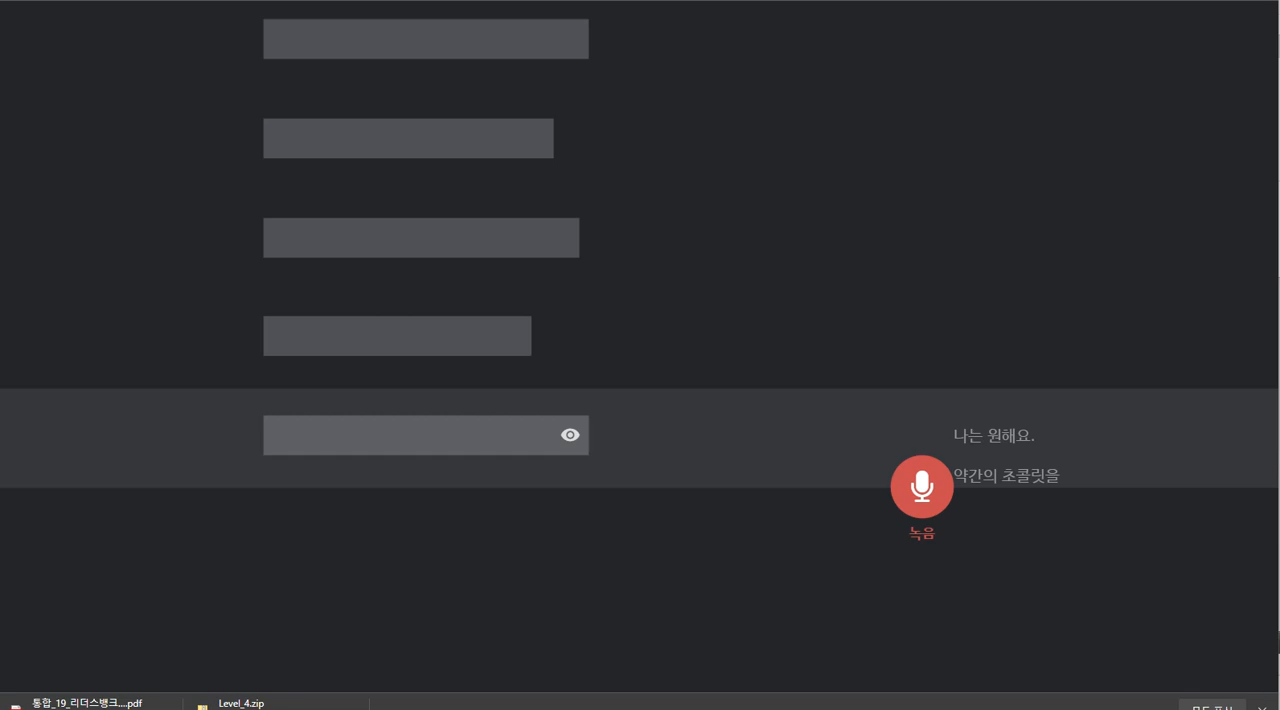 나는 원해요.
약간의 초콜릿을
녹음
통합_19_리더스뱅크....pdf
Level_4.zip